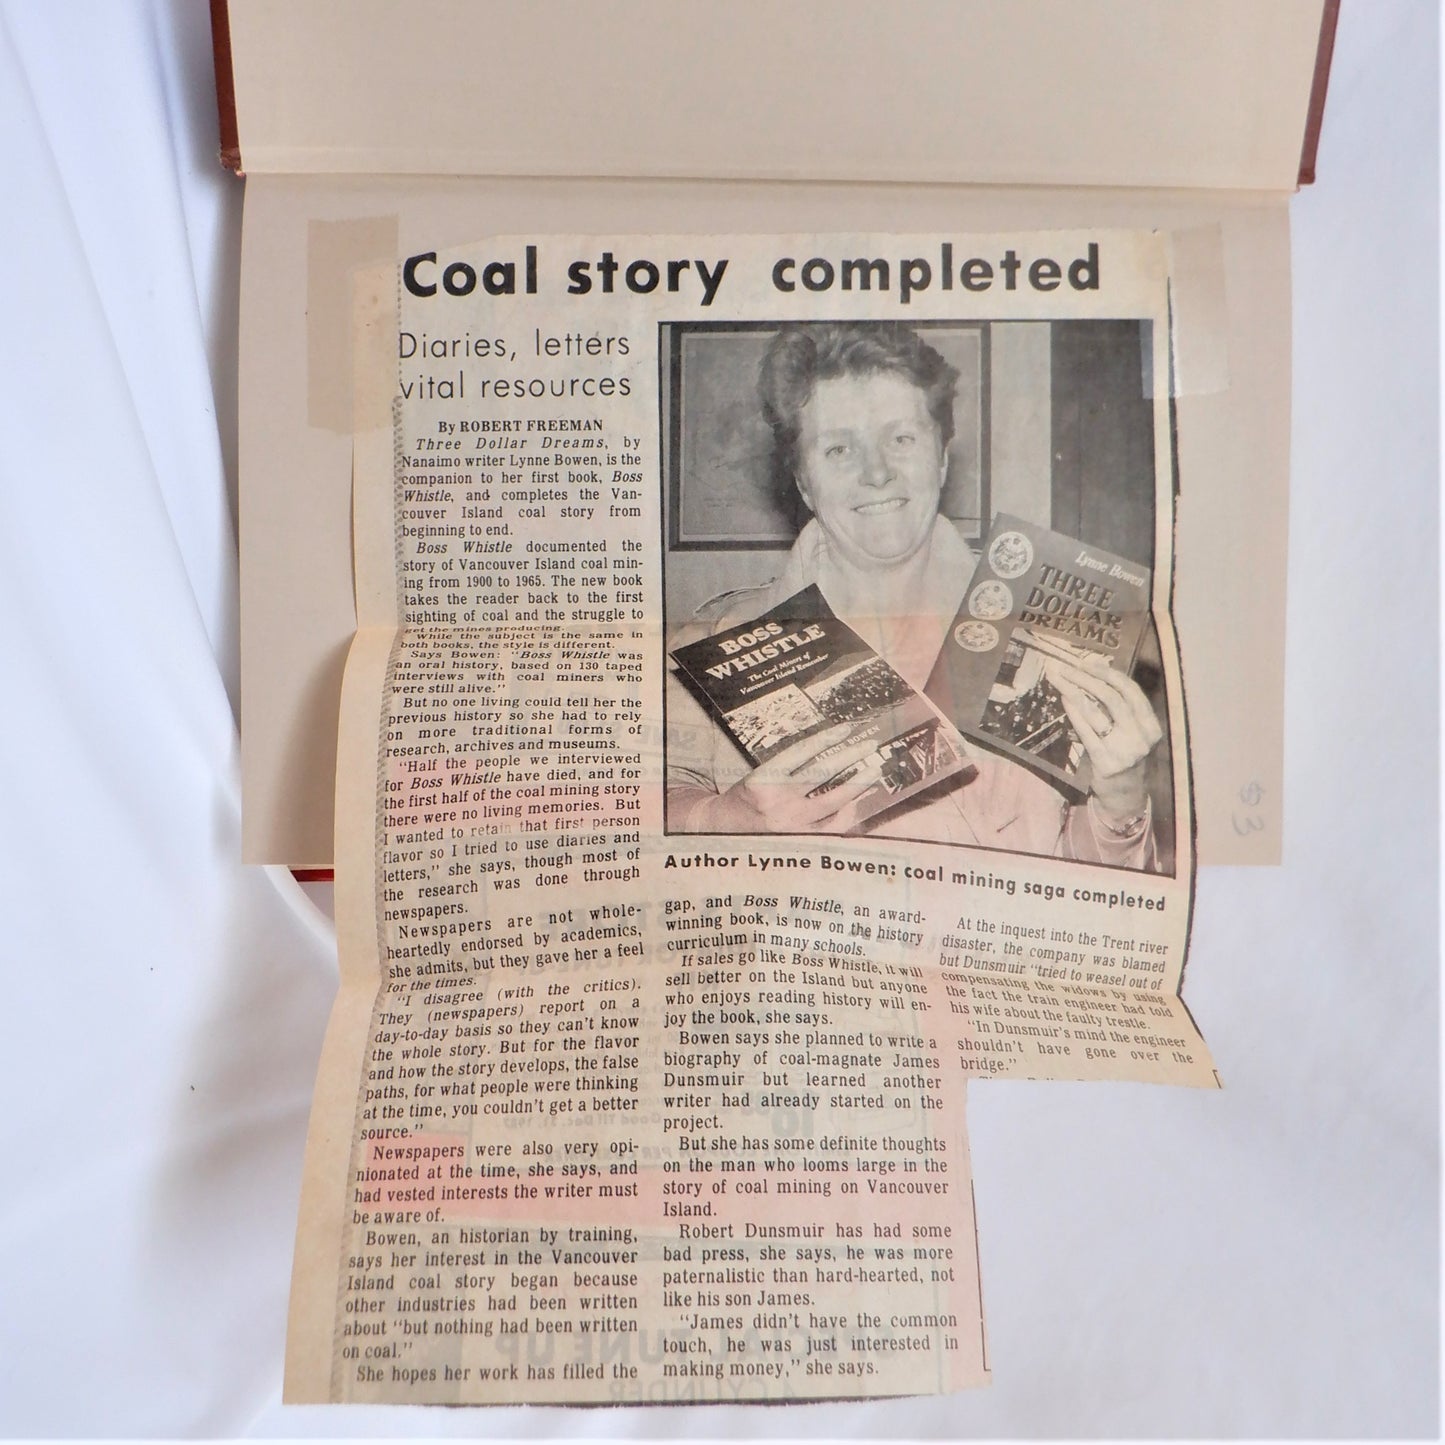 Coal story completed
Diaries, letters
vital resources
By ROBERT FREEMAN
Three Dollar Dreams, by
Nanaimo writer Lynne Bowen, is the
companion to her first book, Boss
Whistle, and completes the Van-
couver Island coal story from
beginning to end.
Boss Whistle documented the
story of Vancouver Island coal min-
ing from 1900 to 1965. The new book
takes the reader back to the first
sighting of coal and the struggle to
get the mines producing.
While the subject is the same in
both books, the style is different.
Says Bowen: "Boss Whistle was
an oral history, based on 130 taped
interviews with coal miners who
were still alive."
But no one living could tell her the
previous history so she had to rely
on more traditional forms of
research, archives and museums.
"Half the people we interviewed
for Boss Whistle have died, and for
the first half of the coal mining story
there were no living memories. But
I wanted to retain that first person
flavor so I tried to use diaries and
letters," she says, though most of
the research was done through
newspapers.
Newspapers are not whole-
heartedly endorsed by academics,
she admits, but they gave her a feel
for the times.
"I disagree (with the critics).
They (newspapers) report on a
day-to-day basis so they can't know
the whole story. But for the flavor
and how the story develops, the false
paths, for what people were thinking
at the time, you couldn't get a better
source."
Newspapers were also very opi-
nionated at the time, she says, and
had vested interests the writer must
be aware of.
Bowen, an historian by training,
says her interest in the Vancouver
Island coal story began because
other industries had been written
about "but nothing had been written
on coal."
She hopes her work has filled the
BOSS
WHISTLE
The Coal Miners of
Vancouver Island Remember
LYNNE BOWEN
Lynne Bowen
THREE
DOLLAR
DREAMS
Author Lynne Bowen: coal mining saga completed
gap, and Boss Whistle, an award-
winning book, is now on the history
curriculum in many schools.
If sales go like Boss Whistle, it will
sell better on the Island but anyone
who enjoys reading history will en-
joy the book, she says.
Bowen says she planned to write a
biography of coal-magnate James
Dunsmuir but learned another
writer had already started on the
project.
But she has some definite thoughts
on the man who looms large in the
story of coal mining on Vancouver
Island.
Robert Dunsmuir has had some
bad press, she says, he was more
paternalistic than hard-hearted, not
like his son James.
"James didn't have the common
touch, he was just interested in
making money," she says.
At the inquest into the Trent river
disaster, the company was blamed
but Dunsmuir "tried to weasel out of
compensating the widows by using
the fact the train engineer had told
his wife about the faulty trestle.
"In Dunsmuir's mind the engineer
shouldn't have gone over the
bridge."